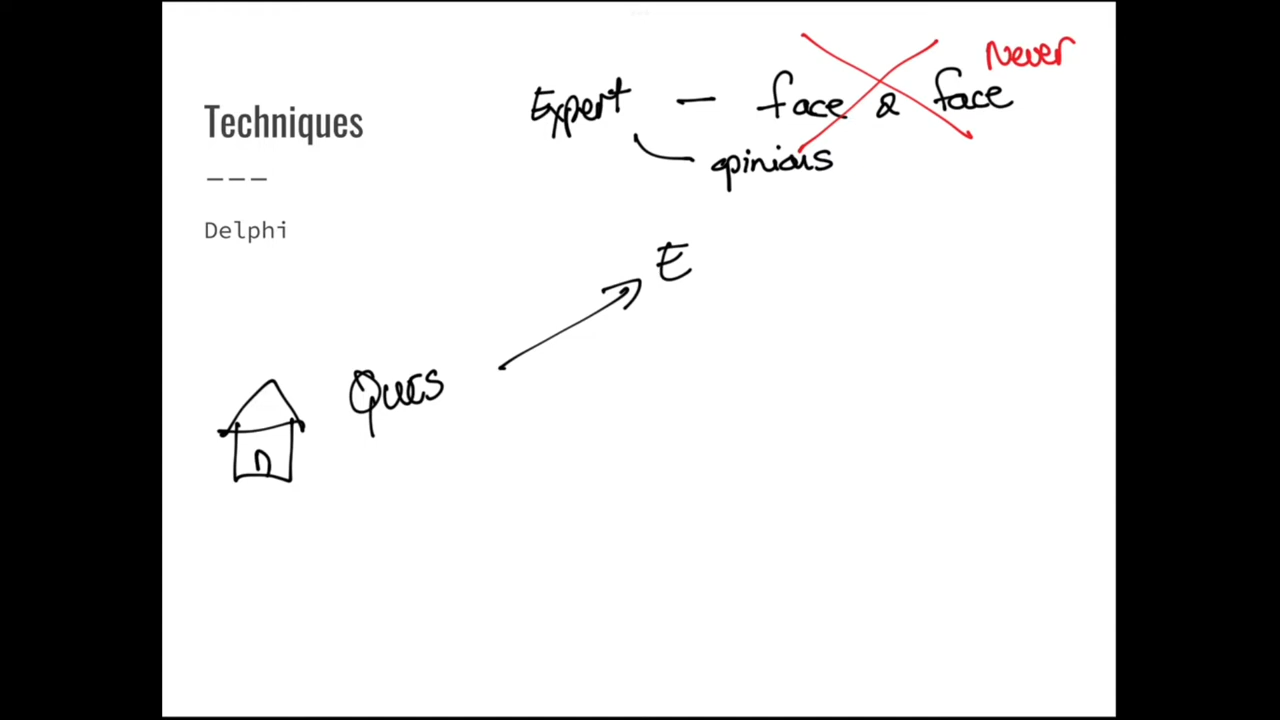 Never
Expert - face & face
opinions
Techniques
---
Delphi
E
Ques